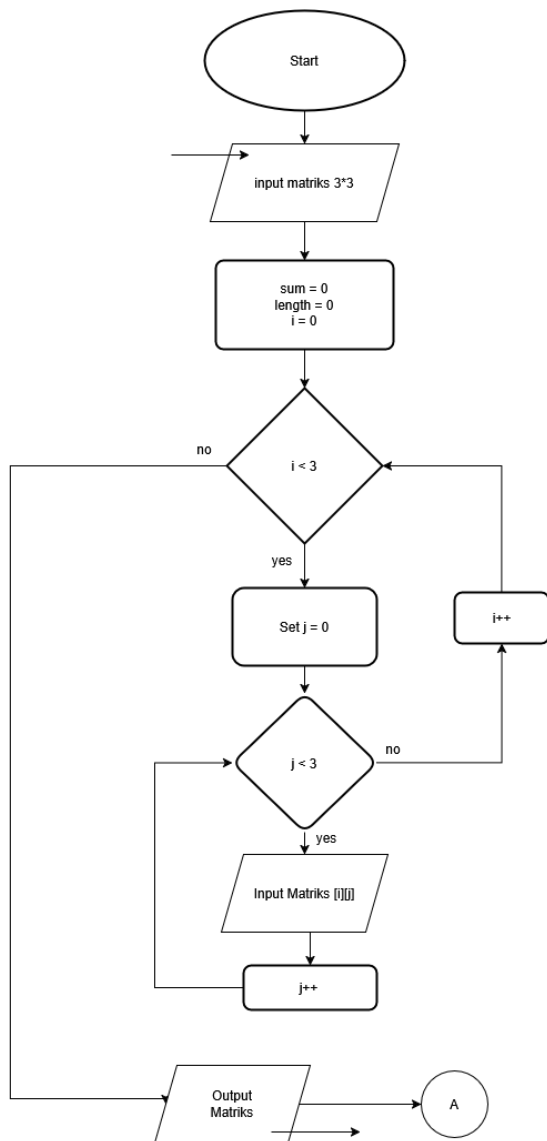 Start
input matriks 3*3
sum = 0
length = 0
i = 0
i < 3
no
yes
Set j = 0
i++
j < 3
no
yes
Input Matriks [i][j]
j++
Output
Matriks
A